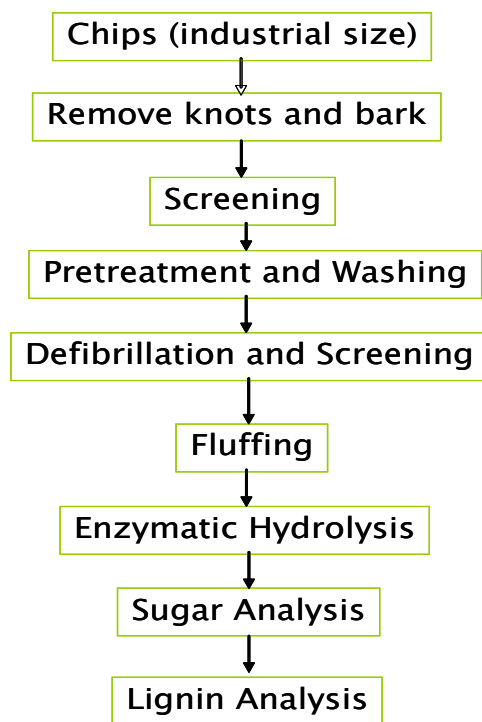 Chips (industrial size)
Remove knots and bark
Screening
Pretreatment and Washing
Defibrillation and Screening
Fluffing
Enzymatic Hydrolysis
Sugar Analysis
Lignin Analysis